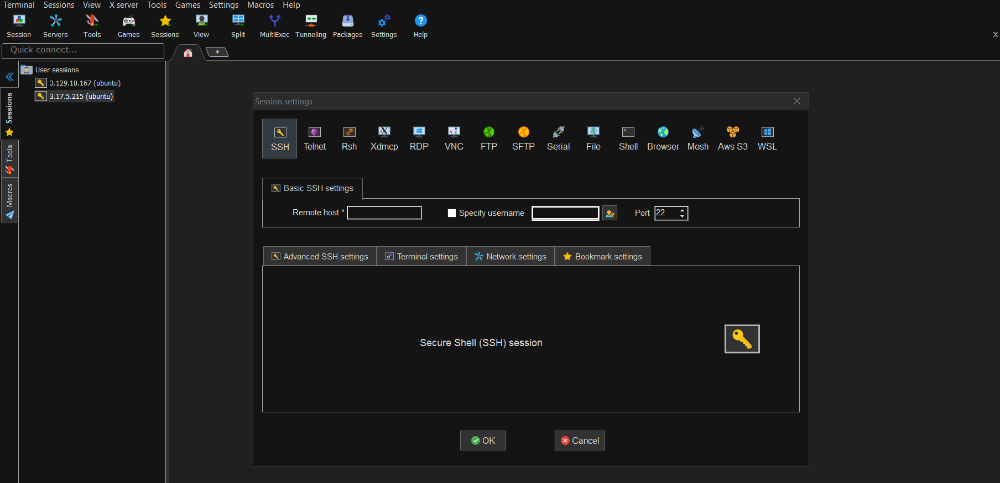 Terminal Sessions View X server Tools Games Settings Macros Help
Session Servers Tools Games Sessions View Split MultiExec Tunneling Packages Settings Help X
Quick connect...
User sessions
3.129.18.167 (ubuntu)
3.17.5.215 (ubuntu)
Sessions
Tools
Macros
Session settings
SSH Telnet Rsh Xdmcp RDP VNC FTP SFTP Serial File Shell Browser Mosh Aws S3 WSL
Basic SSH settings
Remote host * Specify username Port 22
Advanced SSH settings Terminal settings Network settings Bookmark settings
Secure Shell (SSH) session
OK Cancel